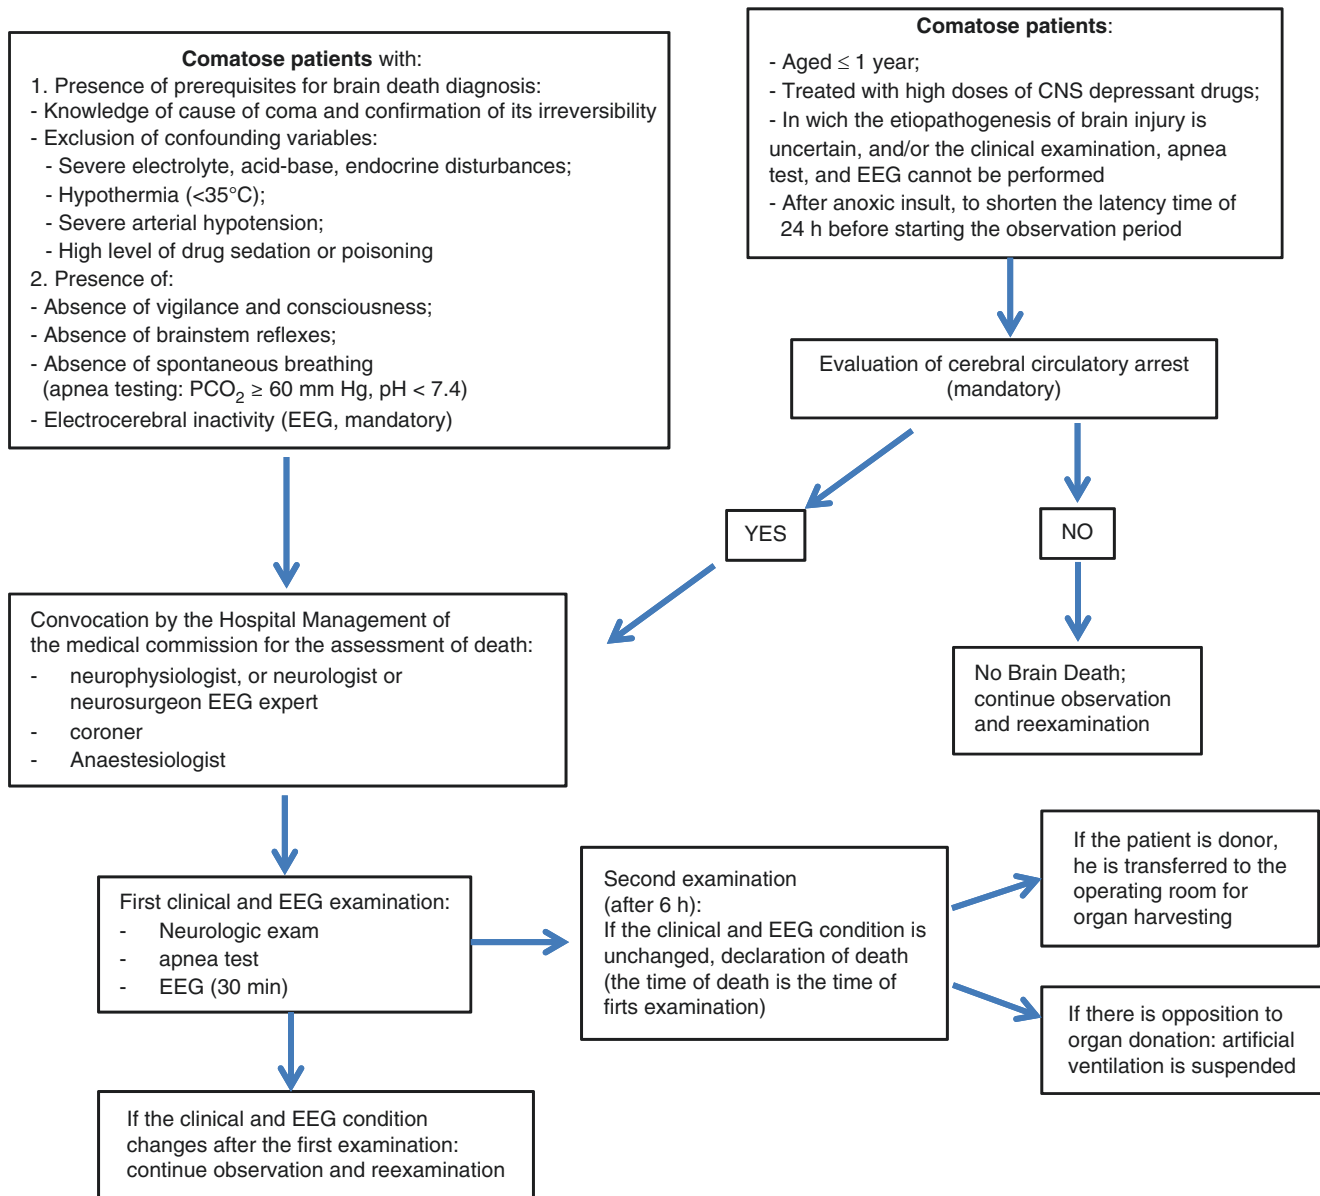 Comatose patients with:
1. Presence of prerequisites for brain death diagnosis:
- Knowledge of cause of coma and confirmation of its irreversibility
- Exclusion of confounding variables:
- Severe electrolyte, acid-base, endocrine disturbances;
- Hypothermia (<35°C);
- Severe arterial hypotension;
- High level of drug sedation or poisoning
2. Presence of:
- Absence of vigilance and consciousness;
- Absence of brainstem reflexes;
- Absence of spontaneous breathing
(apnea testing: PCO₂ ≥ 60 mm Hg, pH < 7.4)
- Electrocerebral inactivity (EEG, mandatory)
Comatose patients:
- Aged ≤ 1 year;
- Treated with high doses of CNS depressant drugs;
- In wich the etiopathogenesis of brain injury is
uncertain, and/or the clinical examination, apnea
test, and EEG cannot be performed
- After anoxic insult, to shorten the latency time of
24 h before starting the observation period
Evaluation of cerebral circulatory arrest
(mandatory)
YES
NO
Convocation by the Hospital Management of
the medical commission for the assessment of death:
- neurophysiologist, or neurologist or
neurosurgeon EEG expert
- coroner
- Anaestesiologist
No Brain Death;
continue observation
and reexamination
First clinical and EEG examination:
- Neurologic exam
- apnea test
- EEG (30 min)
Second examination
(after 6 h):
If the clinical and EEG condition is
unchanged, declaration of death
(the time of death is the time of
firts examination)
If the patient is donor,
he is transferred to the
operating room for
organ harvesting
If there is opposition to
organ donation: artificial
ventilation is suspended
If the clinical and EEG condition
changes after the first examination:
continue observation and reexamination